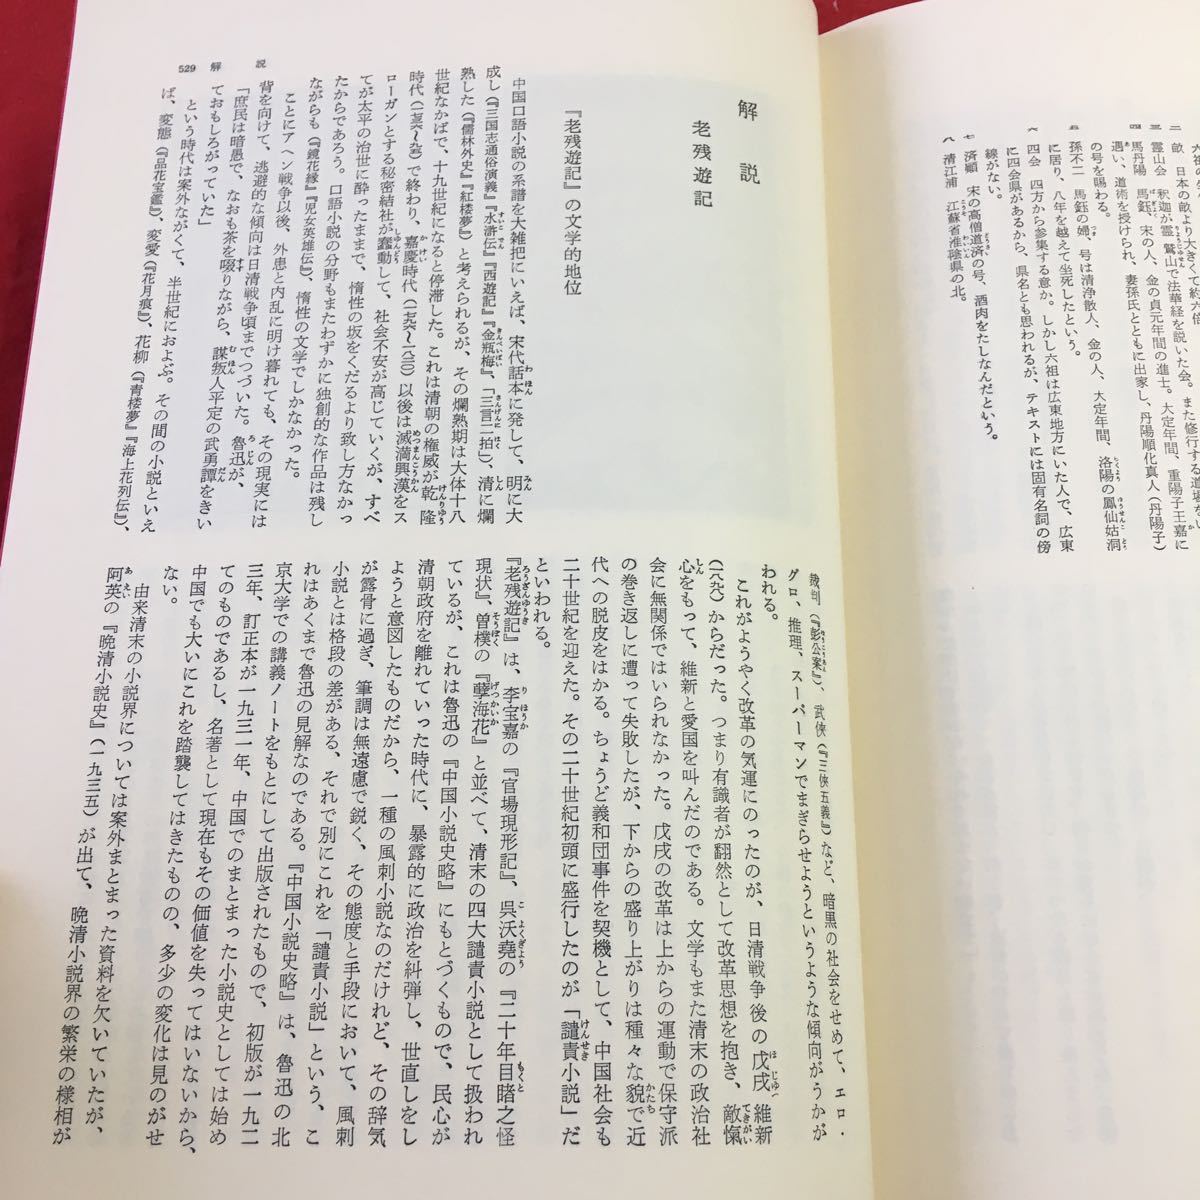 畝 日本の畝より大きくて約六倍
霊山会 釈迦が霊鷲山で法華経を説いた会。また修行する道場をい
四 馬丹陽 馬鈺、宋の人、金の貞元年間の進士。大定年間、重陽子王嘉に
遇い、道術を授けられ、妻孫氏とともに出家し、丹陽順化真人(丹陽子)
の号を賜わる。
五 孫不二 馬鈺の婦、号は清浄散人、金の人、大定年間、洛陽の鳳仙姑洞
に居り、八年を越えて坐死したという。
六 四会 四方から参集する意か。しかし六祖は広東地方にいた人で、広東
に四会県があるから、県名とも思われるが、テキストには固有名詞の傍
線がない。
七 済顚 宋の高僧道済の号、酒肉をたしなんだという。
八 清江浦 江蘇省淮陰県の北。
529 解説
解説
老残遊記
『老残遊記』の文学的地位
中国口語小説の系譜を大雑把にいえば、宋代話本に発して、明に大
成し(『三国志通俗演義』『水滸伝』『西遊記』『金瓶梅』、「三言二拍」)、清に爛
熟した(『儒林外史』『紅楼夢』)と考えられるが、その爛熟期は大体十八
世紀なかばで、十九世紀になると停滞した。これは清朝の権威が乾隆
時代(一七三六〜九五)で終わり、嘉慶時代(一七九六〜一八二〇)以後は滅満興漢をス
ローガンとする秘密結社が蠢動して、社会不安が高じていくが、すべ
てが太平の治世に酔ったままで、惰性の坂をくだるより致し方なかっ
たからであろう。口語小説の分野もまたわずかに独創的な作品は残し
ながらも(『鏡花縁』『児女英雄伝』)、惰性の文学でしかなかった。
ことにアヘン戦争以後、外患と内乱に明け暮れても、その現実には
背を向けて、逃避的な傾向は日清戦争頃までつづいた。魯迅が、
「庶民は暗愚で、なおも茶を啜りながら、謀叛人平定の武勇譚をきい
ておもしろがっていた」
という時代は案外ながくて、半世紀におよぶ。その間の小説といえ
ば、変態(『品花宝鑑』)、変愛(『花月痕』)、花柳(『青楼夢』『海上花列伝』)、
裁判(『彭公案』)、武俠(『三俠五義』)など、暗黒の社会をせめて、エロ・
グロ、推理、スーパーマンでまぎらせようというような傾向がうかが
われる。
これがようやく改革の気運にのったのが、日清戦争後の戊戌維新
(一八九八)からだった。つまり有識者が翻然として改革思想を抱き、敵愾
心をもって、維新と愛国を叫んだのである。文学もまた清末の政治社
会に無関係ではいられなかった。戊戌の改革は上からの運動で保守派
の巻き返しに遭って失敗したが、下からの盛り上がりは種々な貌で近
代への脱皮をはかる。ちょうど義和団事件を契機として、中国社会も
二十世紀を迎えた。その二十世紀初頭に盛行したのが「譴責小説」だ
といわれる。
『老残遊記』は、李宝嘉の『官場現形記』、呉沃堯の『二十年目睹之怪
現状』、曽樸の『孽海花』と並べて、清末の四大譴責小説として扱われ
ているが、これは魯迅の『中国小説史略』にもとづくもので、民心が
清朝政府を離れていった時代に、暴露的に政治を糾弾し、世直しをし
ようと意図したものだから、一種の風刺小説なのだけれど、その辞気
が露骨に過ぎ、筆調は無遠慮で鋭く、その態度と手段において、風刺
小説とは格段の差がある、それで別にこれを「譴責小説」という、こ
れはあくまで魯迅の見解なのである。『中国小説史略』は、魯迅の北
京大学での講義ノートをもとにして出版されたもので、初版が一九二
三年、訂正本が一九三一年、中国でのまとまった小説史としては始め
てのものであるし、名著として現在もその価値を失ってはいないから、
中国でも大いにこれを踏襲してはきたものの、多少の変化は見のがせ
ない。
由来清末の小説界については案外まとまった資料を欠いていたが、
阿英の『晩清小説史』(一九三五)が出て、晩清小説界の繁栄の様相が